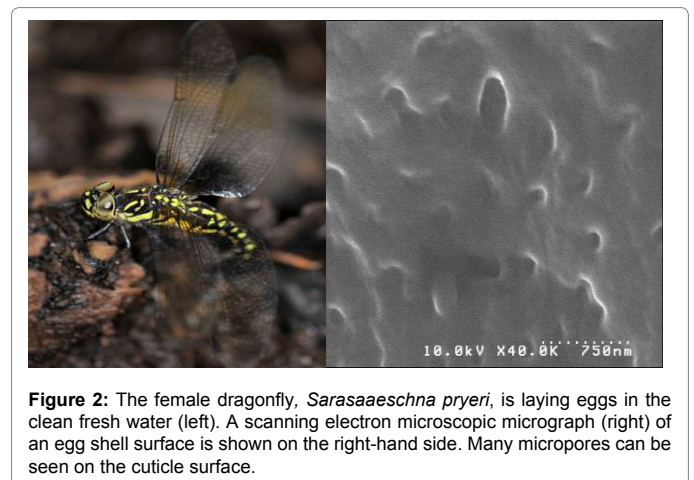 10.0kV X40.0K 750nm
Figure 2: The female dragonfly, Sarasaaeschna pryeri, is laying eggs in the
clean fresh water (left). A scanning electron microscopic micrograph (right) of
an egg shell surface is shown on the right-hand side. Many micropores can be
seen on the cuticle surface.